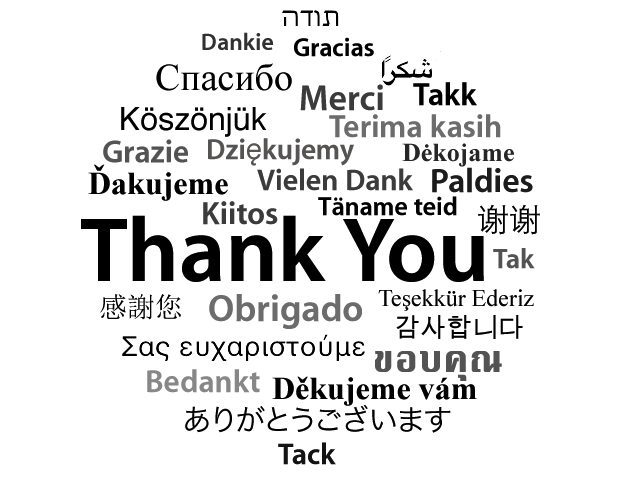 תודה
Dankie Gracias
Спасибо شكراً
Merci Takk
Köszönjük Terima kasih
Grazie Dziękujemy Dėkojame
Ďakujeme Vielen Dank Paldies
Kiitos Täname teid 谢谢
Thank You Tak
感謝您 Obrigado Teşekkür Ederiz
감사합니다
Σας ευχαριστούμε ขอบคุณ
Bedankt Děkujeme vám
ありがとうございます
Tack